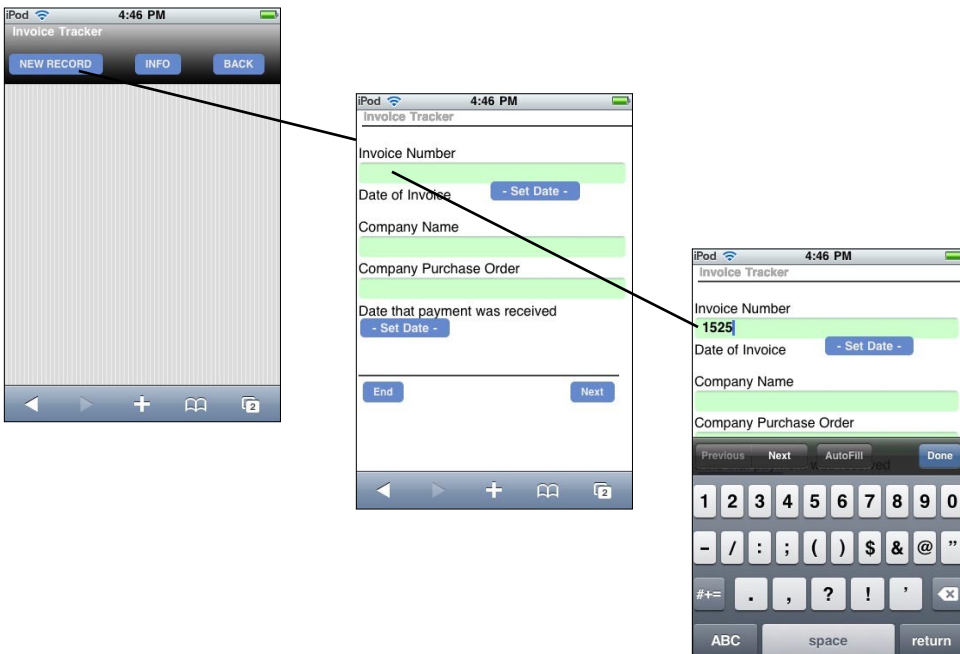 iPod 4:46 PM
Invoice Tracker
NEW RECORD INFO BACK
2
iPod 4:46 PM
Invoice Tracker
Invoice Number
Date of Invoice - Set Date -
Company Name
Company Purchase Order
Date that payment was received
- Set Date -
End Next
2
iPod 4:46 PM
Invoice Tracker
Invoice Number
1525
Date of Invoice - Set Date -
Company Name
Company Purchase Order
Previous Next AutoFill Done
1 2 3 4 5 6 7 8 9 0
- / : ; ( ) $ & @ "
#+= . , ? ! '
ABC space return